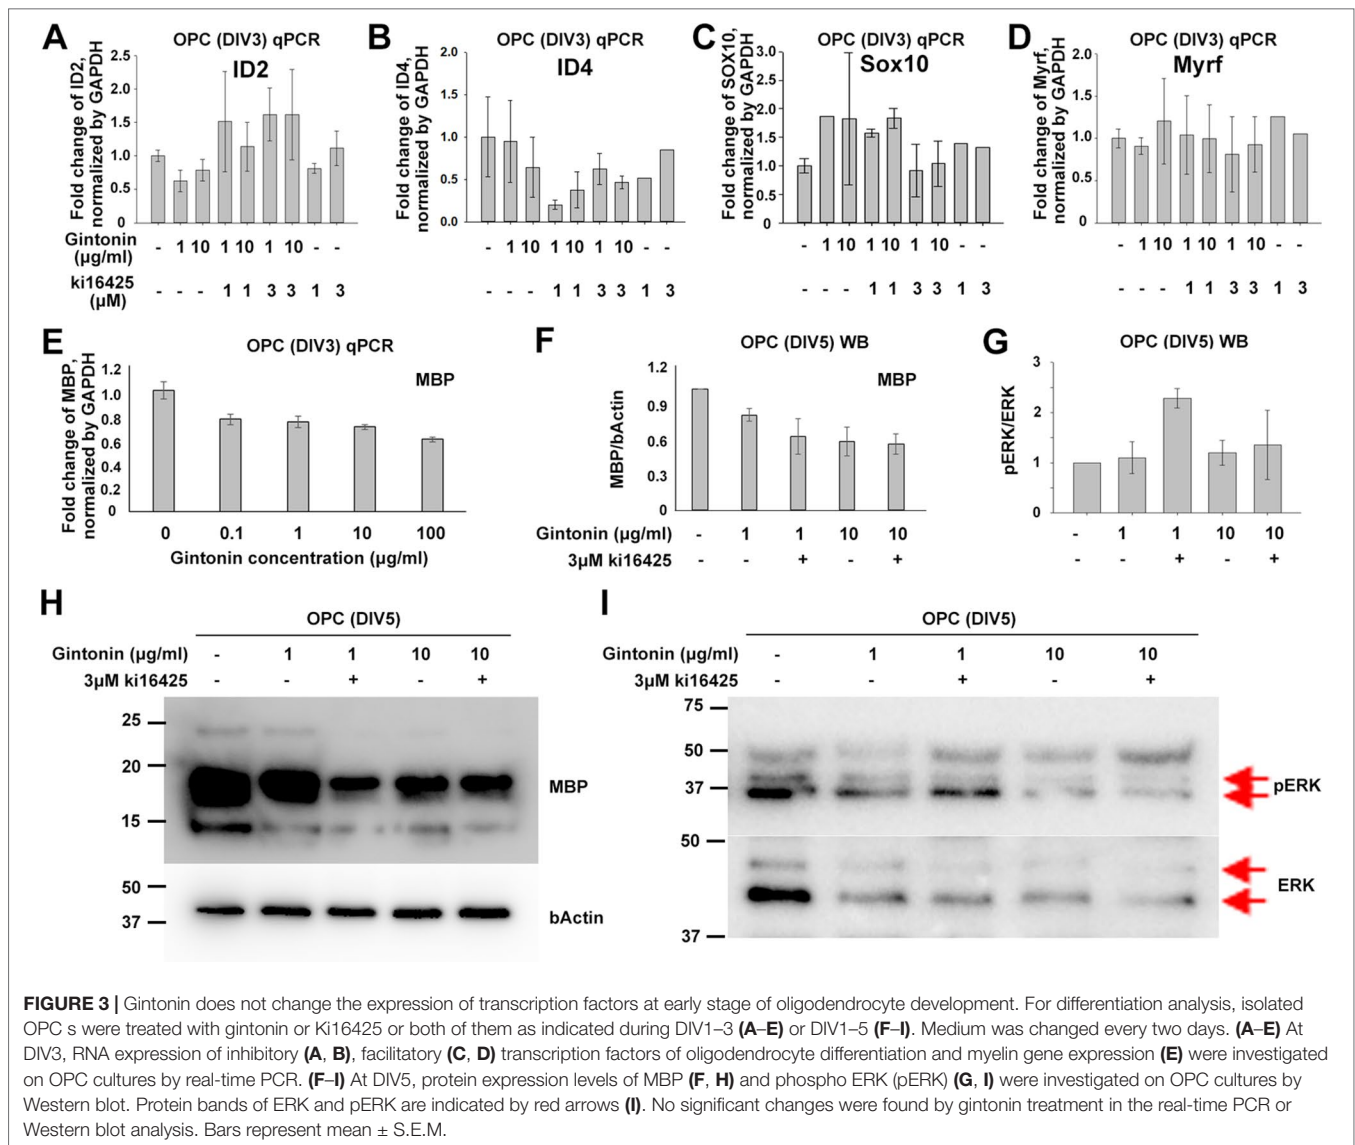 A
OPC (DIV3) qPCR
ID2
Fold change of ID2,
normalized by GAPDH
2.5
2.0
1.5
1.0
0.5
0
Gintonin
(µg/ml)
- 1 10 1 10 1 10 - -
ki16425
(µM)
- - - 1 1 3 3 1 3
B
OPC (DIV3) qPCR
ID4
Fold change of ID4,
normalized by GAPDH
2.0
1.5
1.0
0.5
0.0
- 1 10 1 10 1 10 - -
- - - 1 1 3 3 1 3
C
OPC (DIV3) qPCR
Sox10
Fold change of SOX10,
normalized by GAPDH
3.0
2.5
2.0
1.5
1.0
0.5
0
- 1 10 1 10 1 10 - -
- - - 1 1 3 3 1 3
D
OPC (DIV3) qPCR
Myrf
Fold change of Myrf,
normalized by GAPDH
2.0
1.5
1.0
0.5
0
- 1 10 1 10 1 10 - -
- - - 1 1 3 3 1 3
E
OPC (DIV3) qPCR
MBP
Fold change of MBP,
normalized by GAPDH
1.2
1.0
0.8
0.6
0.4
0.2
0
0 0.1 1 10 100
Gintonin concentration (µg/ml)
F
OPC (DIV5) WB
MBP
MBP/bActin
1.2
0.9
0.6
0.3
0
Gintonin (µg/ml) - 1 1 10 10
3µM ki16425 - - + - +
G
OPC (DIV5) WB
pERK/ERK
3
2
1
0
- 1 1 10 10
- - + - +
H
OPC (DIV5)
Gintonin (µg/ml) - 1 1 10 10
3µM ki16425 - - + - +
25
20
MBP
15
50
37
bActin
I
OPC (DIV5)
Gintonin (µg/ml) - 1 1 10 10
3µM ki16425 - - + - +
75
50
37
pERK
50
ERK
37
FIGURE 3 | Gintonin does not change the expression of transcription factors at early stage of oligodendrocyte development. For differentiation analysis, isolated
OPC s were treated with gintonin or Ki16425 or both of them as indicated during DIV1–3 (A–E) or DIV1–5 (F–I). Medium was changed every two days. (A–E) At
DIV3, RNA expression of inhibitory (A, B), facilitatory (C, D) transcription factors of oligodendrocyte differentiation and myelin gene expression (E) were investigated
on OPC cultures by real-time PCR. (F–I) At DIV5, protein expression levels of MBP (F, H) and phospho ERK (pERK) (G, I) were investigated on OPC cultures by
Western blot. Protein bands of ERK and pERK are indicated by red arrows (I). No significant changes were found by gintonin treatment in the real-time PCR or
Western blot analysis. Bars represent mean ± S.E.M.